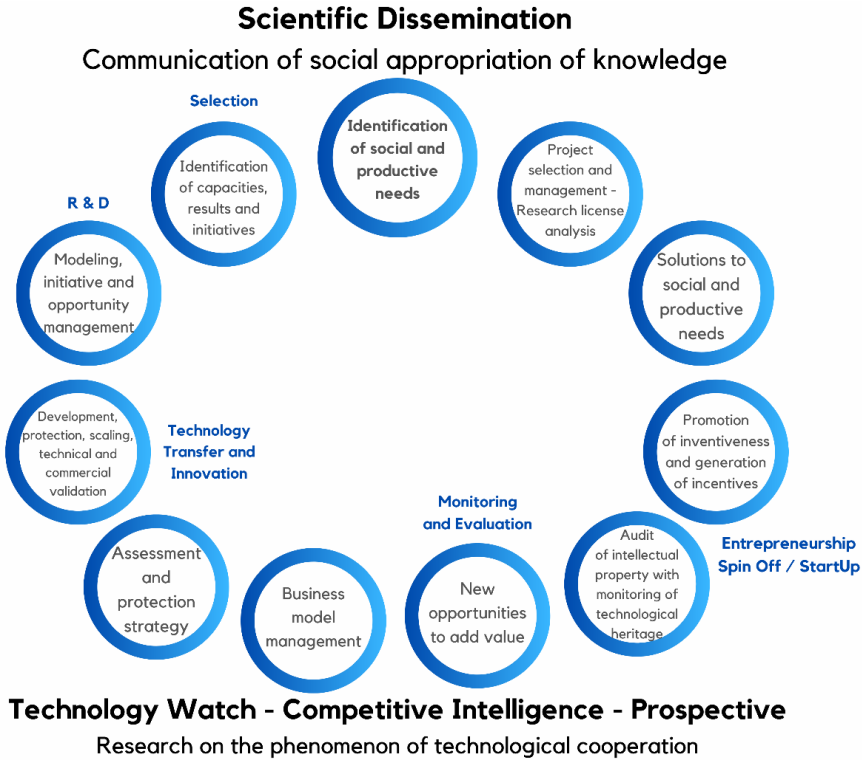 Scientific Dissemination
Communication of social appropriation of knowledge
Selection
Identification
of social and
productive
needs
Project
selection and
management -
Research license
analysis
Identification
of capacities,
results and
initiatives
R & D
Modeling,
initiative and
opportunity
management
Solutions to
social and
productive
needs
Development,
protection, scaling,
technical and
commercial
validation
Technology
Transfer and
Innovation
Promotion
of inventiveness
and generation
of incentives
Monitoring
and Evaluation
Entrepreneurship
Spin Off / StartUp
Audit
of intellectual
property with
monitoring of
technological
heritage
Assessment
and
protection
strategy
Business
model
management
New
opportunities
to add value
Technology Watch - Competitive Intelligence - Prospective
Research on the phenomenon of technological cooperation